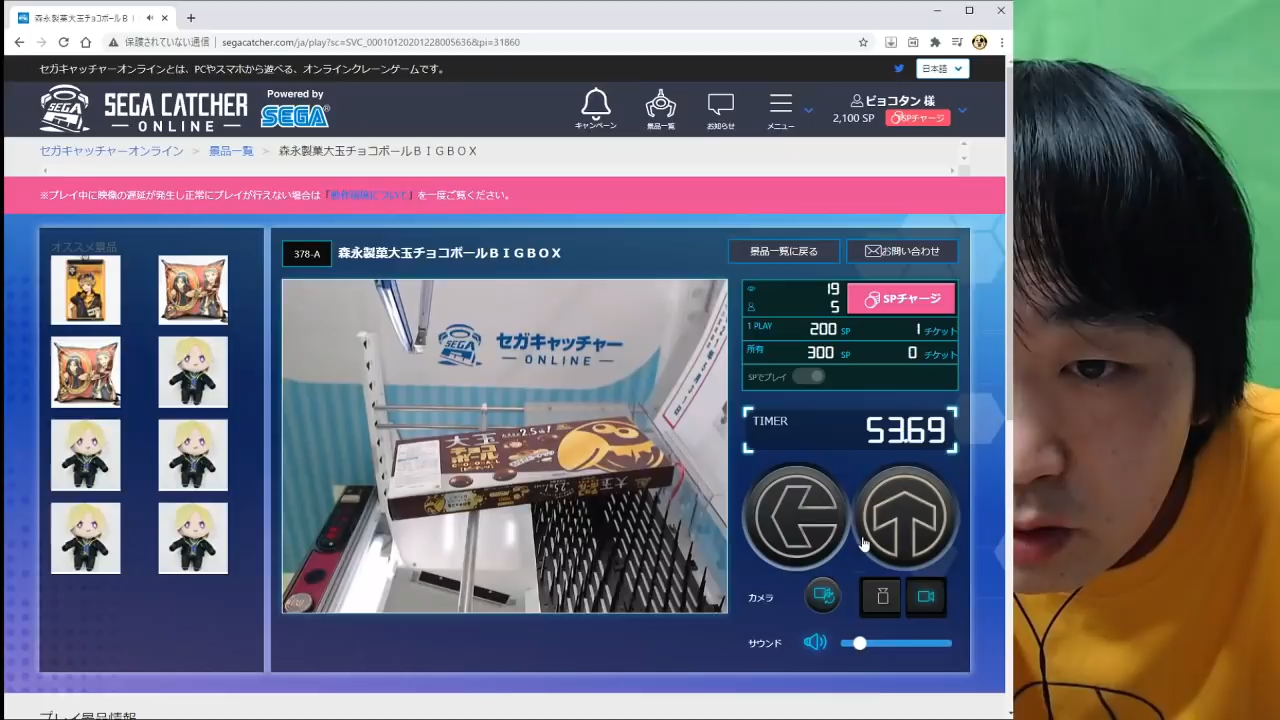 森永製菓大玉チョコボールＢＩ
保護されていない通信
segacatcher.com/ja/play?sc=SVC_00010120201228005636&pi=31860
セガキャッチャーオンラインとは、PCやスマホから遊べる、オンラインクレーンゲームです。
日本語
SEGA
SEGA CATCHER
ONLINE
Powered by
SEGA
キャンペーン
景品一覧
お知らせ
メニュー
ピョコタン 様
2,100 SP
SPチャージ
セガキャッチャーオンライン > 景品一覧 > 森永製菓大玉チョコボールＢＩＧＢＯＸ
※プレイ中に映像の遅延が発生し正常にプレイが行えない場合は「動作環境について」を一度ご覧ください。
オススメ景品
378-A
森永製菓大玉チョコボールＢＩＧＢＯＸ
景品一覧に戻る
お問い合わせ
SEGA
セガキャッチャー
ONLINE
大玉
チョコ
ボール
2.5倍!
19
5
SPチャージ
1 PLAY
200 SP
1 チケット
所有
300 SP
0 チケット
SPでプレイ
TIMER
53.69
カメラ
サウンド
プレイ景品情報